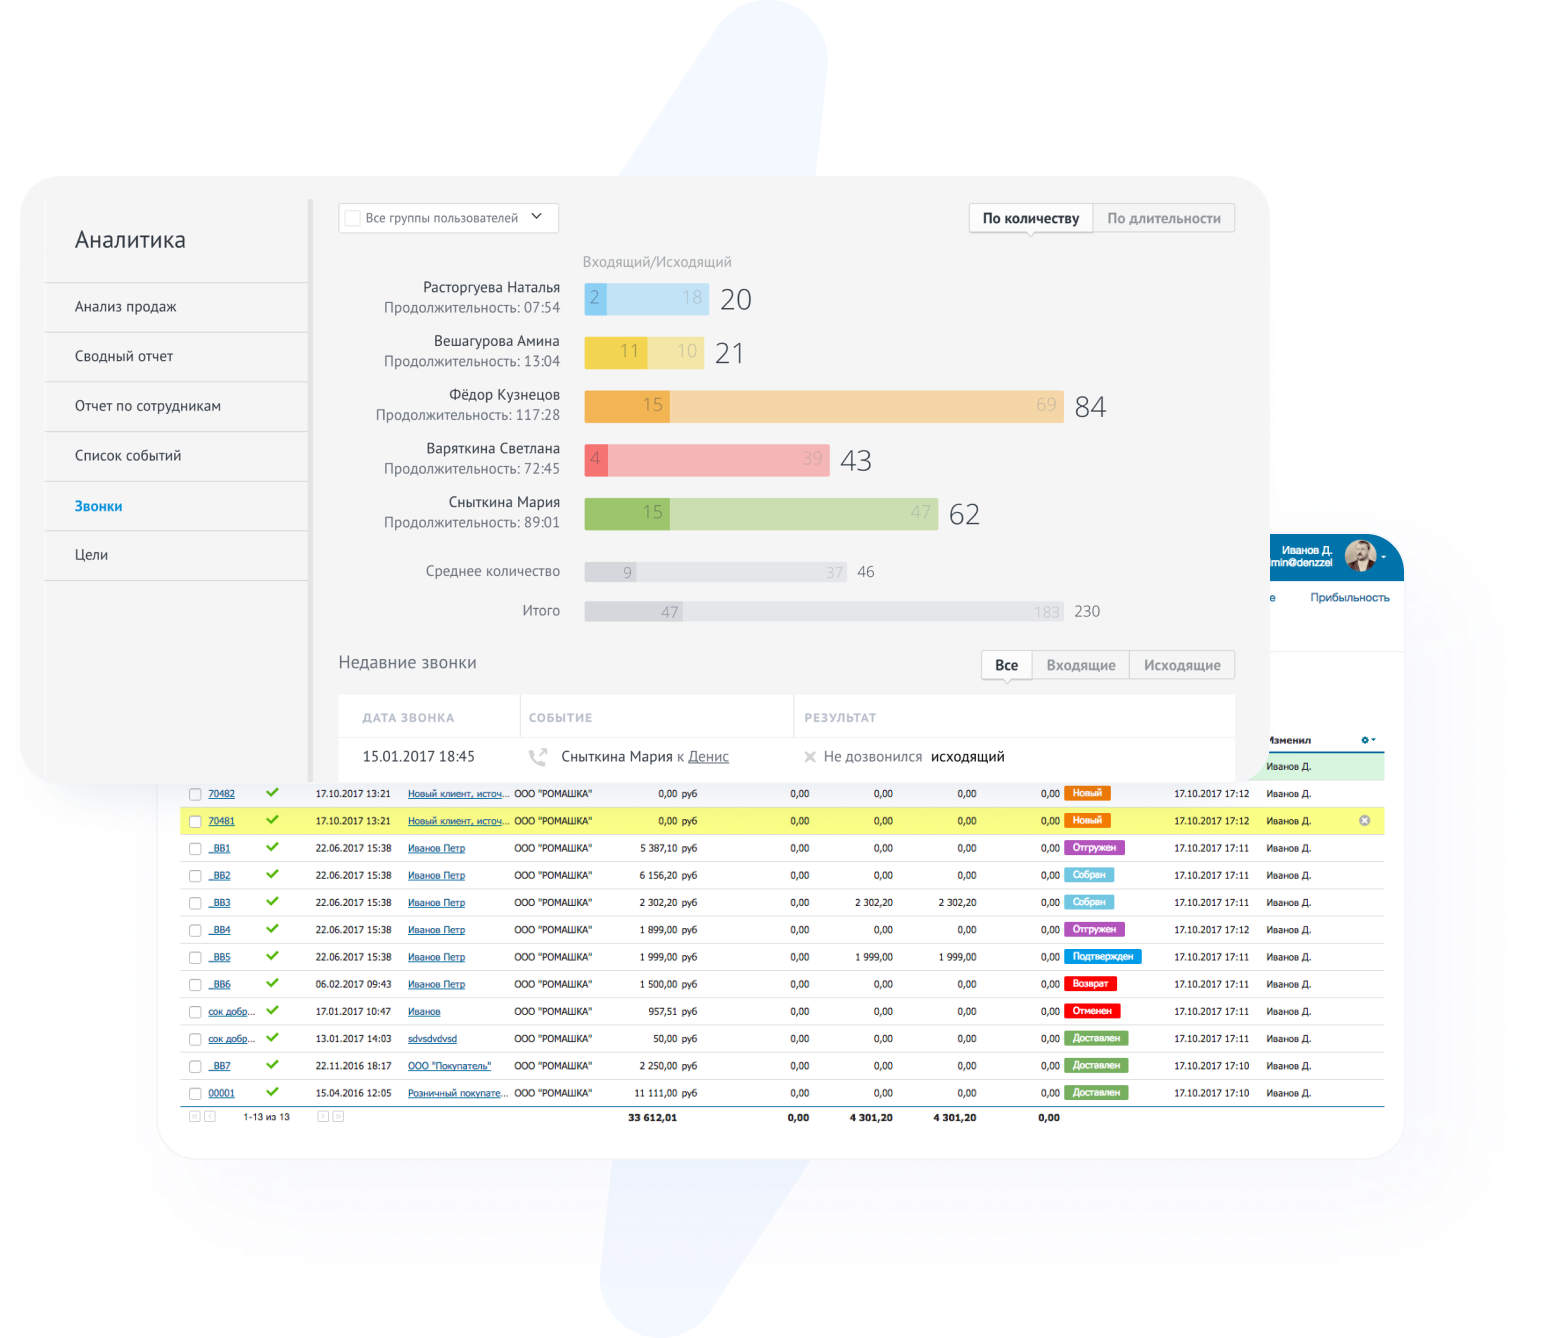 Аналитика
Анализ продаж
Сводный отчет
Отчет по сотрудникам
Список событий
Звонки
Цели
Все группы пользователей
По количеству По длительности
Входящий/Исходящий
Расторгуева Наталья
Продолжительность: 07:54
2 18 20
Вешагурова Амина
Продолжительность: 13:04
11 10 21
Фёдор Кузнецов
Продолжительность: 117:28
15 69 84
Варяткина Светлана
Продолжительность: 72:45
4 39 43
Сныткина Мария
Продолжительность: 89:01
15 47 62
Среднее количество 9 37 46
Итого 47 183 230
Недавние звонки
Все Входящие Исходящие
ДАТА ЗВОНКА СОБЫТИЕ РЕЗУЛЬТАТ
15.01.2017 18:45 Сныткина Мария к Денис Не дозвонился исходящий
Иванов Д.
min@denzzel
е Прибыльность
Изменил
Иванов Д.
70482 17.10.2017 13:21 Новый клиент, источ... ООО "РОМАШКА" 0,00 руб 0,00 0,00 0,00 0,00 Новый 17.10.2017 17:12 Иванов Д.
70481 17.10.2017 13:21 Новый клиент, источ... ООО "РОМАШКА" 0,00 руб 0,00 0,00 0,00 0,00 Новый 17.10.2017 17:12 Иванов Д.
_BB1 22.06.2017 15:38 Иванов Петр ООО "РОМАШКА" 5 387,10 руб 0,00 0,00 0,00 0,00 Отгружен 17.10.2017 17:11 Иванов Д.
_BB2 22.06.2017 15:38 Иванов Петр ООО "РОМАШКА" 6 156,20 руб 0,00 0,00 0,00 0,00 Собран 17.10.2017 17:11 Иванов Д.
_BB3 22.06.2017 15:38 Иванов Петр ООО "РОМАШКА" 2 302,20 руб 0,00 2 302,20 2 302,20 0,00 Собран 17.10.2017 17:11 Иванов Д.
_BB4 22.06.2017 15:38 Иванов Петр ООО "РОМАШКА" 1 899,00 руб 0,00 0,00 0,00 0,00 Отгружен 17.10.2017 17:12 Иванов Д.
_BB5 22.06.2017 15:38 Иванов Петр ООО "РОМАШКА" 1 999,00 руб 0,00 1 999,00 1 999,00 0,00 Подтвержден 17.10.2017 17:11 Иванов Д.
_BB6 06.02.2017 09:43 Иванов Петр ООО "РОМАШКА" 1 500,00 руб 0,00 0,00 0,00 0,00 Возврат 17.10.2017 17:11 Иванов Д.
сок добр... 17.01.2017 10:47 Иванов ООО "РОМАШКА" 957,51 руб 0,00 0,00 0,00 0,00 Отменен 17.10.2017 17:11 Иванов Д.
сок добр... 13.01.2017 14:03 sdvsdvdvsd ООО "РОМАШКА" 50,00 руб 0,00 0,00 0,00 0,00 Доставлен 17.10.2017 17:11 Иванов Д.
_BB7 22.11.2016 18:17 ООО "Покупатель" ООО "РОМАШКА" 2 250,00 руб 0,00 0,00 0,00 0,00 Доставлен 17.10.2017 17:10 Иванов Д.
00001 15.04.2016 12:05 Розничный покупате... ООО "РОМАШКА" 11 111,00 руб 0,00 0,00 0,00 0,00 Доставлен 17.10.2017 17:10 Иванов Д.
1-13 из 13 33 612,01 0,00 4 301,20 4 301,20 0,00